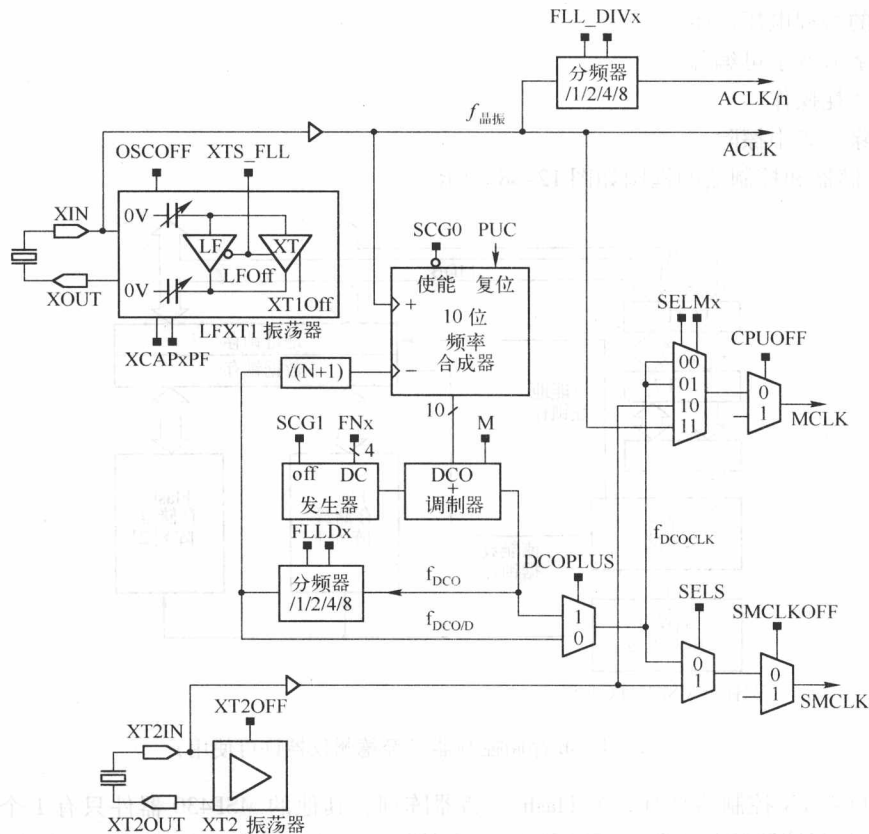 FLL_DIVx
分频器
/1/2/4/8
ACLK/n
f晶振
ACLK
OSCOFF
XTS_FLL
XIN
0V
LF
XT
LFOff
0V
XT1Off
XOUT
LFXT1 振荡器
XCAPxPF
SCG0
PUC
使能
复位
+
10 位
频率
合成器
−
/(N+1)
10
SELMx
00
01
10
11
CPUOFF
0
1
MCLK
SCG1
FNx
4
M
off
DC
发生器
DCO
+
调制器
FLLDx
分频器
/1/2/4/8
fDCO
fDCO/D
DCOPLUS
1
0
fDCOCLK
SELS
0
1
SMCLKOFF
0
1
SMCLK
XT2OFF
XT2IN
XT2OUT
XT2 振荡器